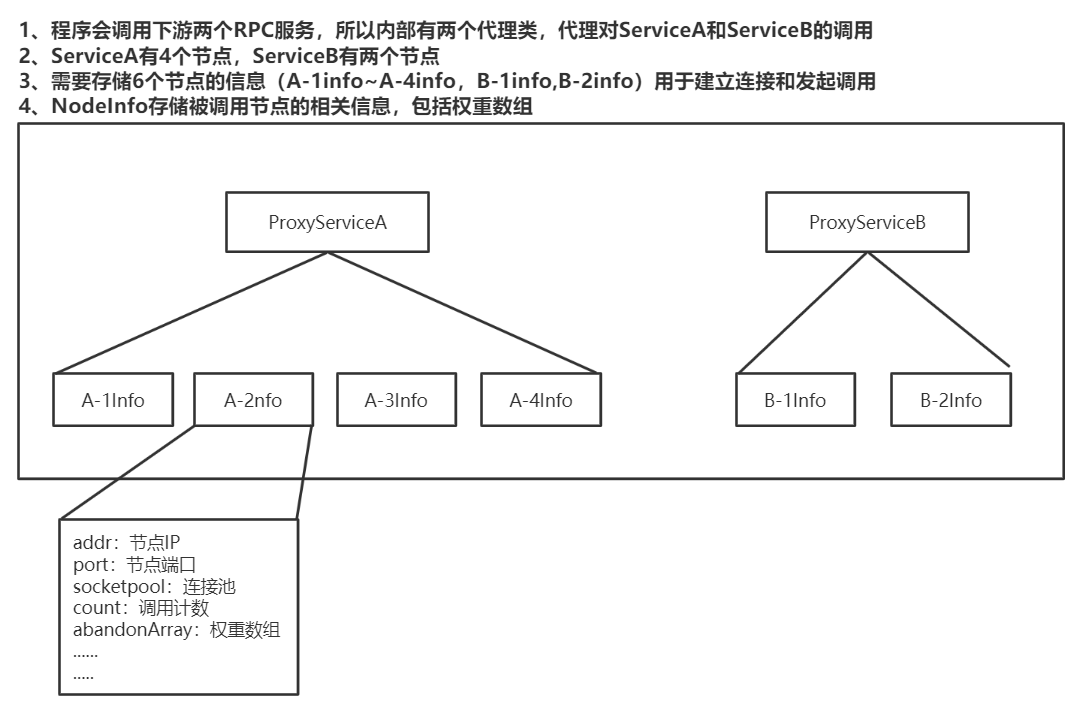 1、程序会调用下游两个RPC服务，所以内部有两个代理类，代理对ServiceA和ServiceB的调用
2、ServiceA有4个节点，ServiceB有两个节点
3、需要存储6个节点的信息（A-1info~A-4info，B-1info,B-2info）用于建立连接和发起调用
4、NodeInfo存储被调用节点的相关信息，包括权重数组
ProxyServiceA
ProxyServiceB
A-1Info
A-2nfo
A-3Info
A-4Info
B-1Info
B-2Info
addr：节点IP
port：节点端口
socketpool：连接池
count：调用计数
abandonArray：权重数组
......
.....